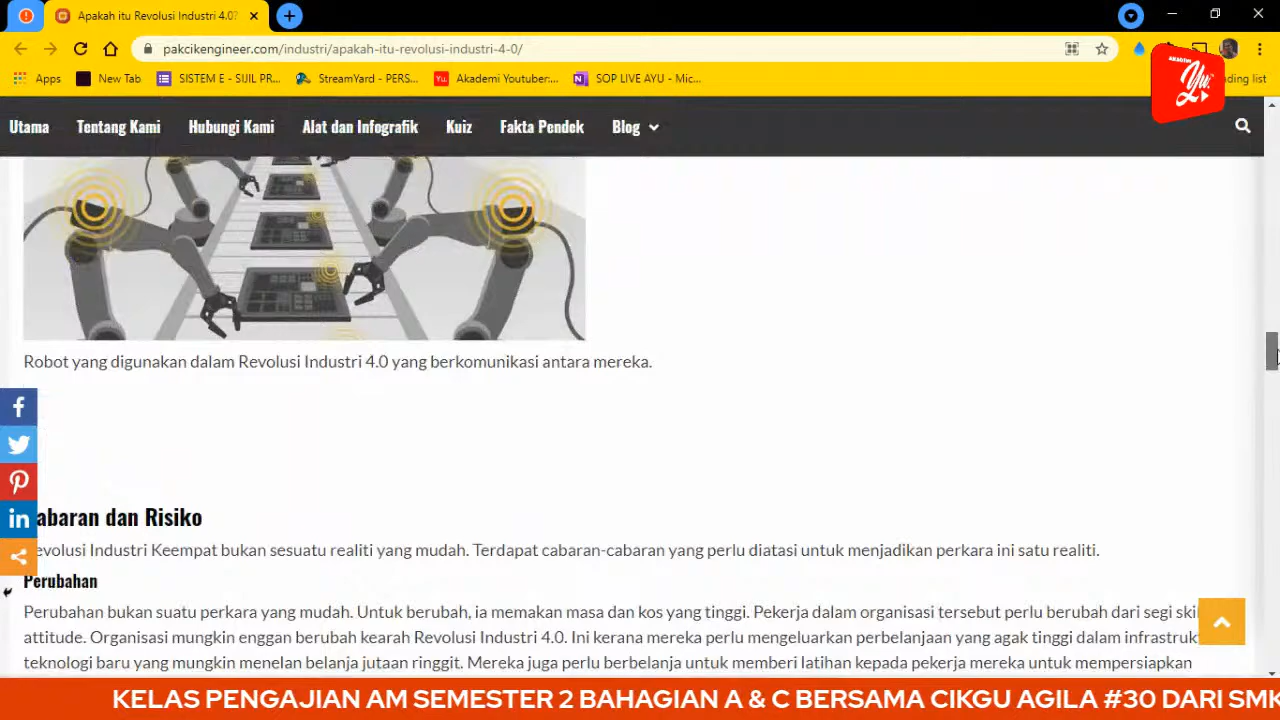 Apakah itu Revolusi Industri 4.0?
pakcikengineer.com/industri/apakah-itu-revolusi-industri-4-0/
Apps
New Tab
SISTEM E - SIJIL PR...
StreamYard - PERS...
Akademi Youtuber:...
SOP LIVE AYU - Mic...
ding list
AKADEMI
Yu.
Utama Tentang Kami Hubungi Kami Alat dan Infografik Kuiz Fakta Pendek Blog
Robot yang digunakan dalam Revolusi Industri 4.0 yang berkomunikasi antara mereka.
abaran dan Risiko
evolusi Industri Keempat bukan sesuatu realiti yang mudah. Terdapat cabaran-cabaran yang perlu diatasi untuk menjadikan perkara ini satu realiti.
Perubahan
Perubahan bukan suatu perkara yang mudah. Untuk berubah, ia memakan masa dan kos yang tinggi. Pekerja dalam organisasi tersebut perlu berubah dari segi ski
attitude. Organisasi mungkin enggan berubah kearah Revolusi Industri 4.0. Ini kerana mereka perlu mengeluarkan perbelanjaan yang agak tinggi dalam infrastruk
teknologi baru yang mungkin menelan belanja jutaan ringgit. Mereka juga perlu berbelanja untuk memberi latihan kepada pekerja mereka untuk mempersiapkan
KELAS PENGAJIAN AM SEMESTER 2 BAHAGIAN A & C BERSAMA CIKGU AGILA #30 DARI SMK